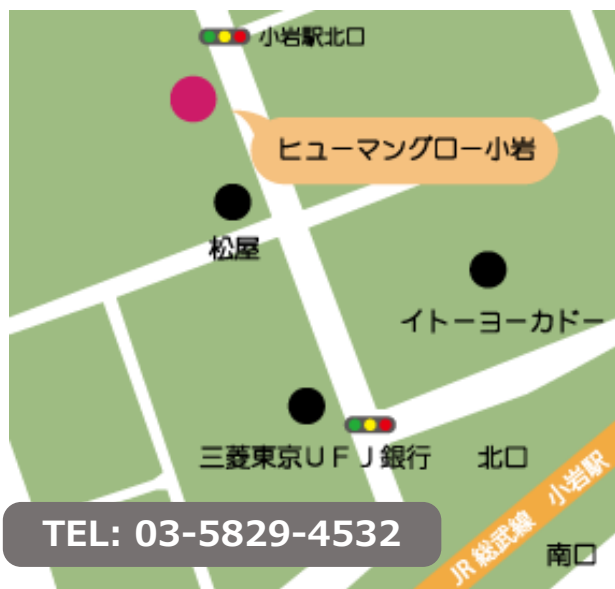 小岩駅北口
ヒューマングロー小岩
松屋
イトーヨーカドー
三菱東京UFJ銀行
北口
TEL: 03-5829-4532
JR 総武線 小岩駅
南口